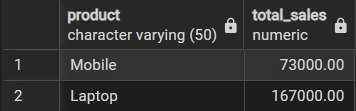 product total_sales
character varying (50) numeric
1 Mobile 73000.00
2 Laptop 167000.00